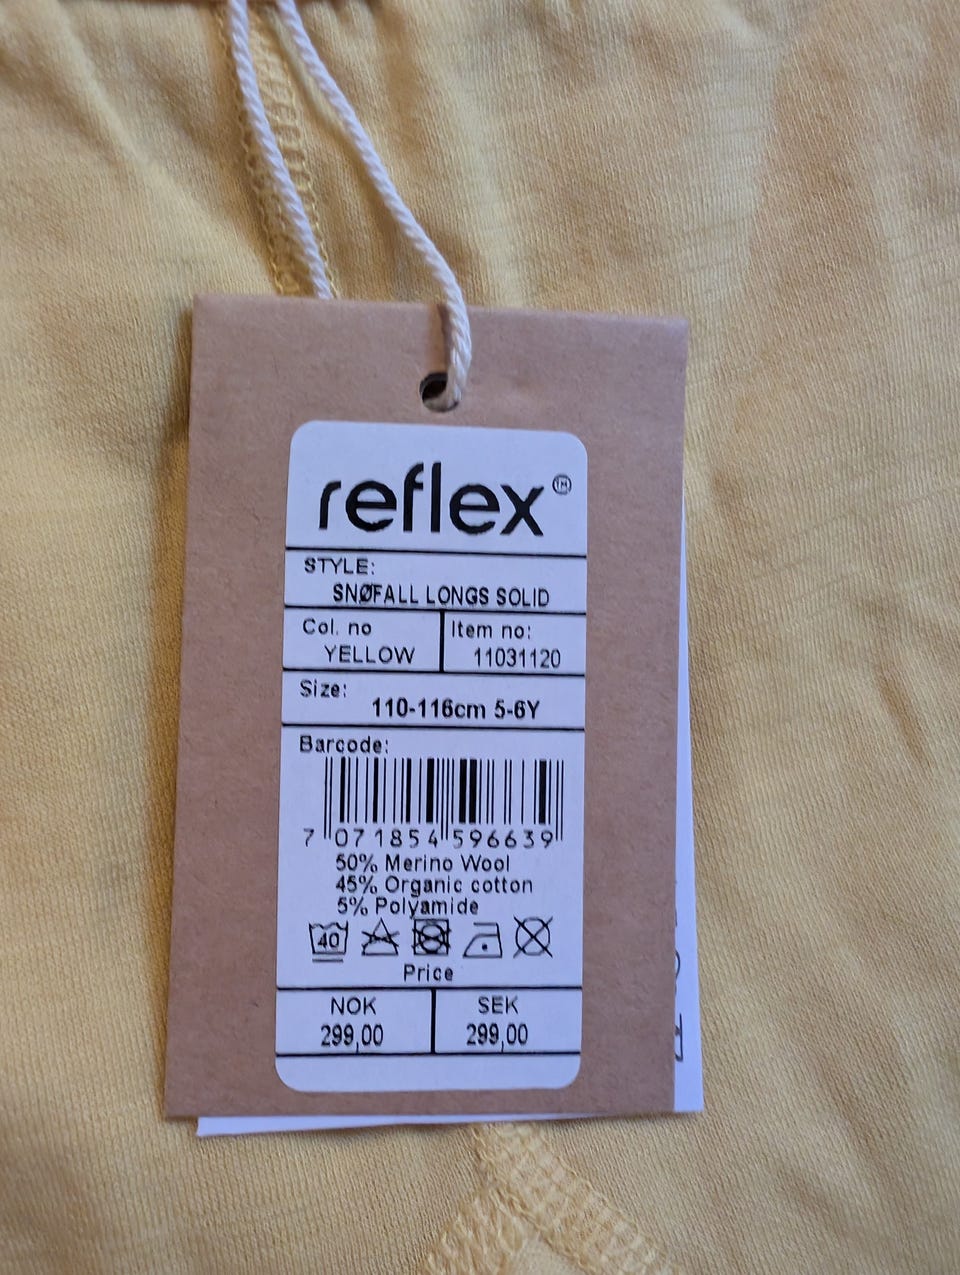 reflex™
STYLE:
SNØFALL LONGS SOLID
Col. no
YELLOW
Item no:
11031120
Size:
110-116cm 5-6Y
Barcode:
7 071854 596639
50% Merino Wool
45% Organic cotton
5% Polyamide
40
Price
NOK
299,00
SEK
299,00